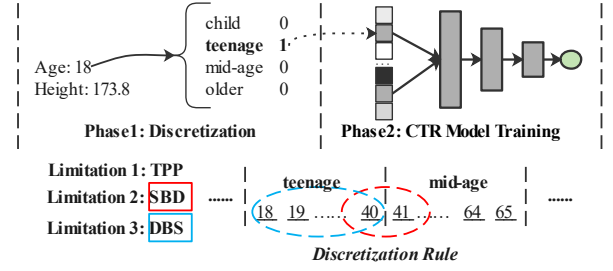 child 0
teenage 1
mid-age 0
older 0
Age: 18
Height: 173.8
Phase1: Discretization
Phase2: CTR Model Training
Limitation 1: TPP
Limitation 2: SBD
Limitation 3: DBS
...... teenage mid-age ......
18 19 ...... 40 41 ...... 64 65
Discretization Rule